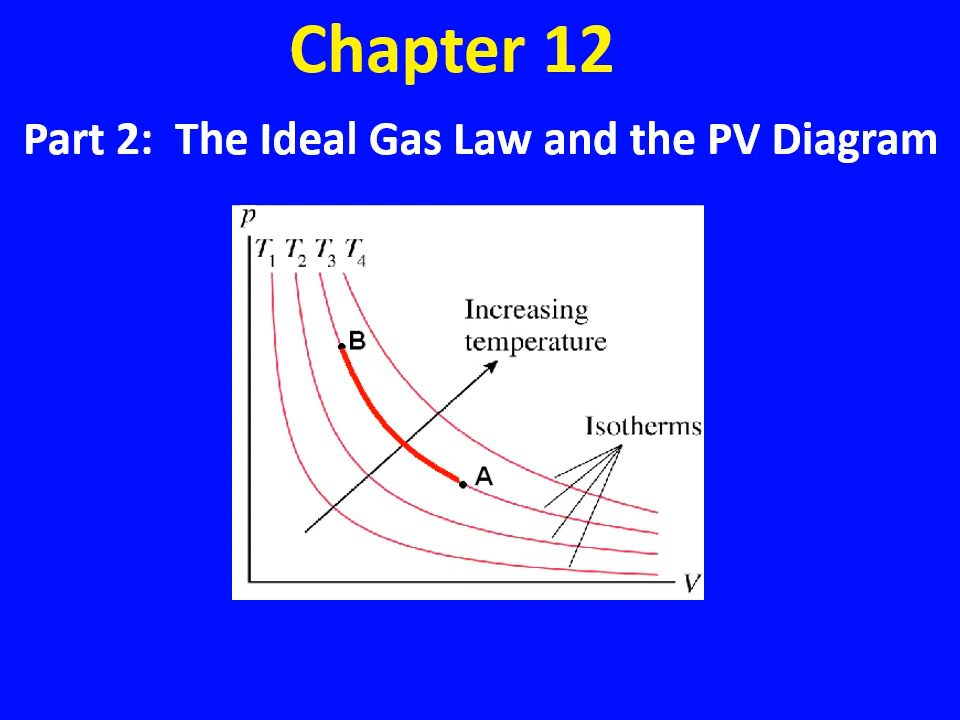 Chapter 12
Part 2: The Ideal Gas Law and the PV Diagram
p
T1 T2 T3 T4
Increasing
temperature
B
Isotherms
A
V